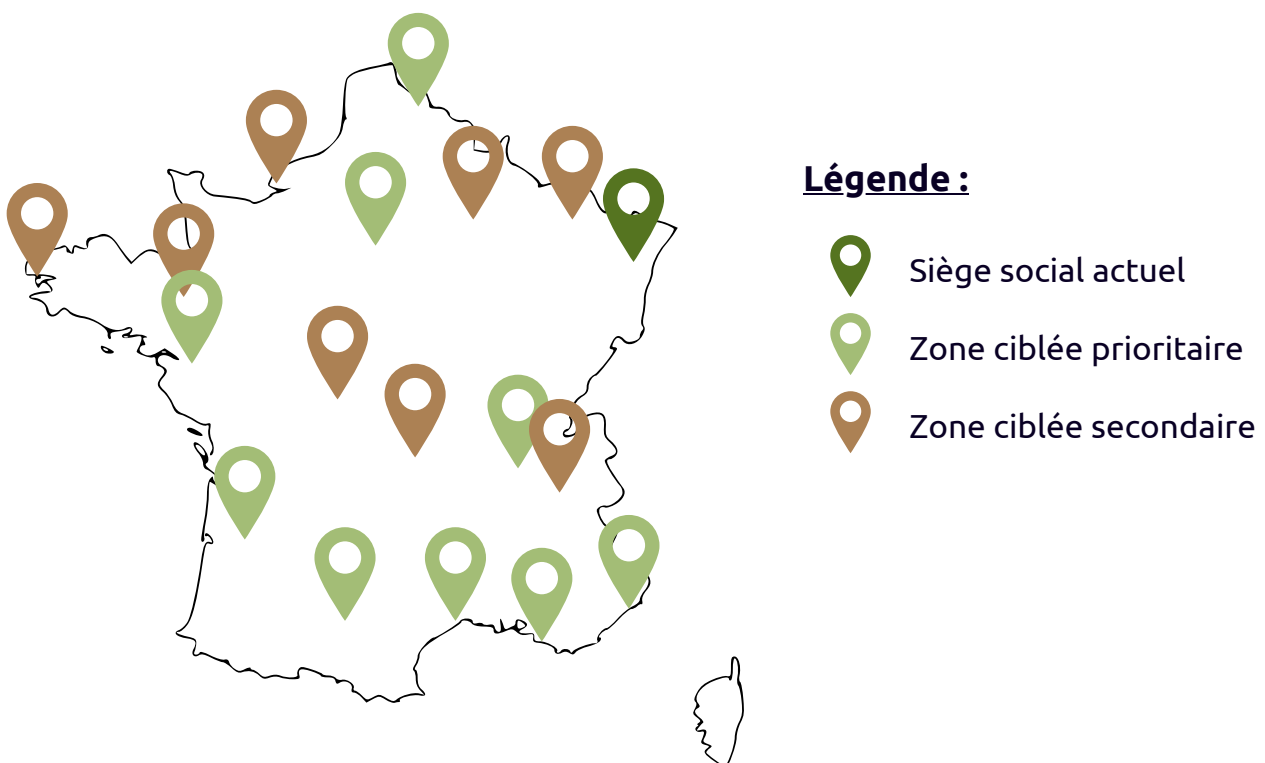 Légende :
Siège social actuel
Zone ciblée prioritaire
Zone ciblée secondaire